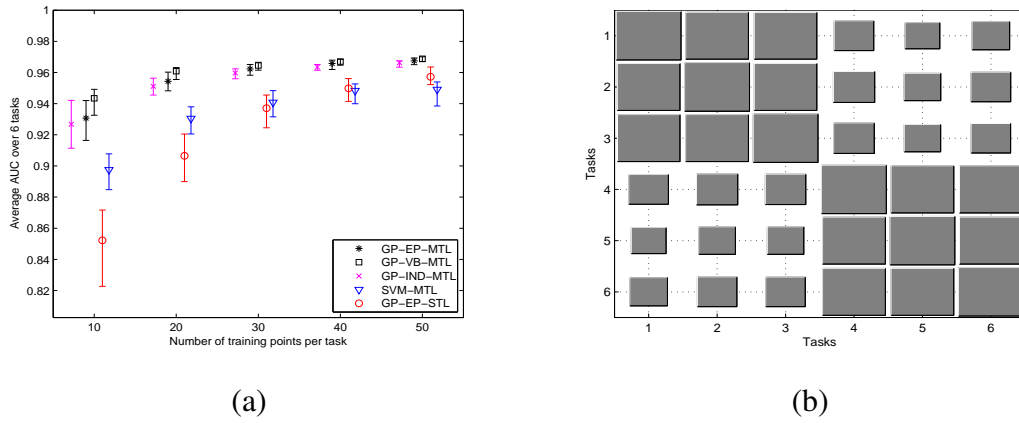 1
0.98
0.96
0.94
0.92
0.9
0.88
0.86
0.84
0.82
Average AUC over 6 tasks
10 20 30 40 50
Number of training points per task
GP−EP−MTL
GP−VB−MTL
GP−IND−MTL
SVM−MTL
GP−EP−STL
(a)
1
2
3
4
5
6
Tasks
1 2 3 4 5 6
Tasks
(b)